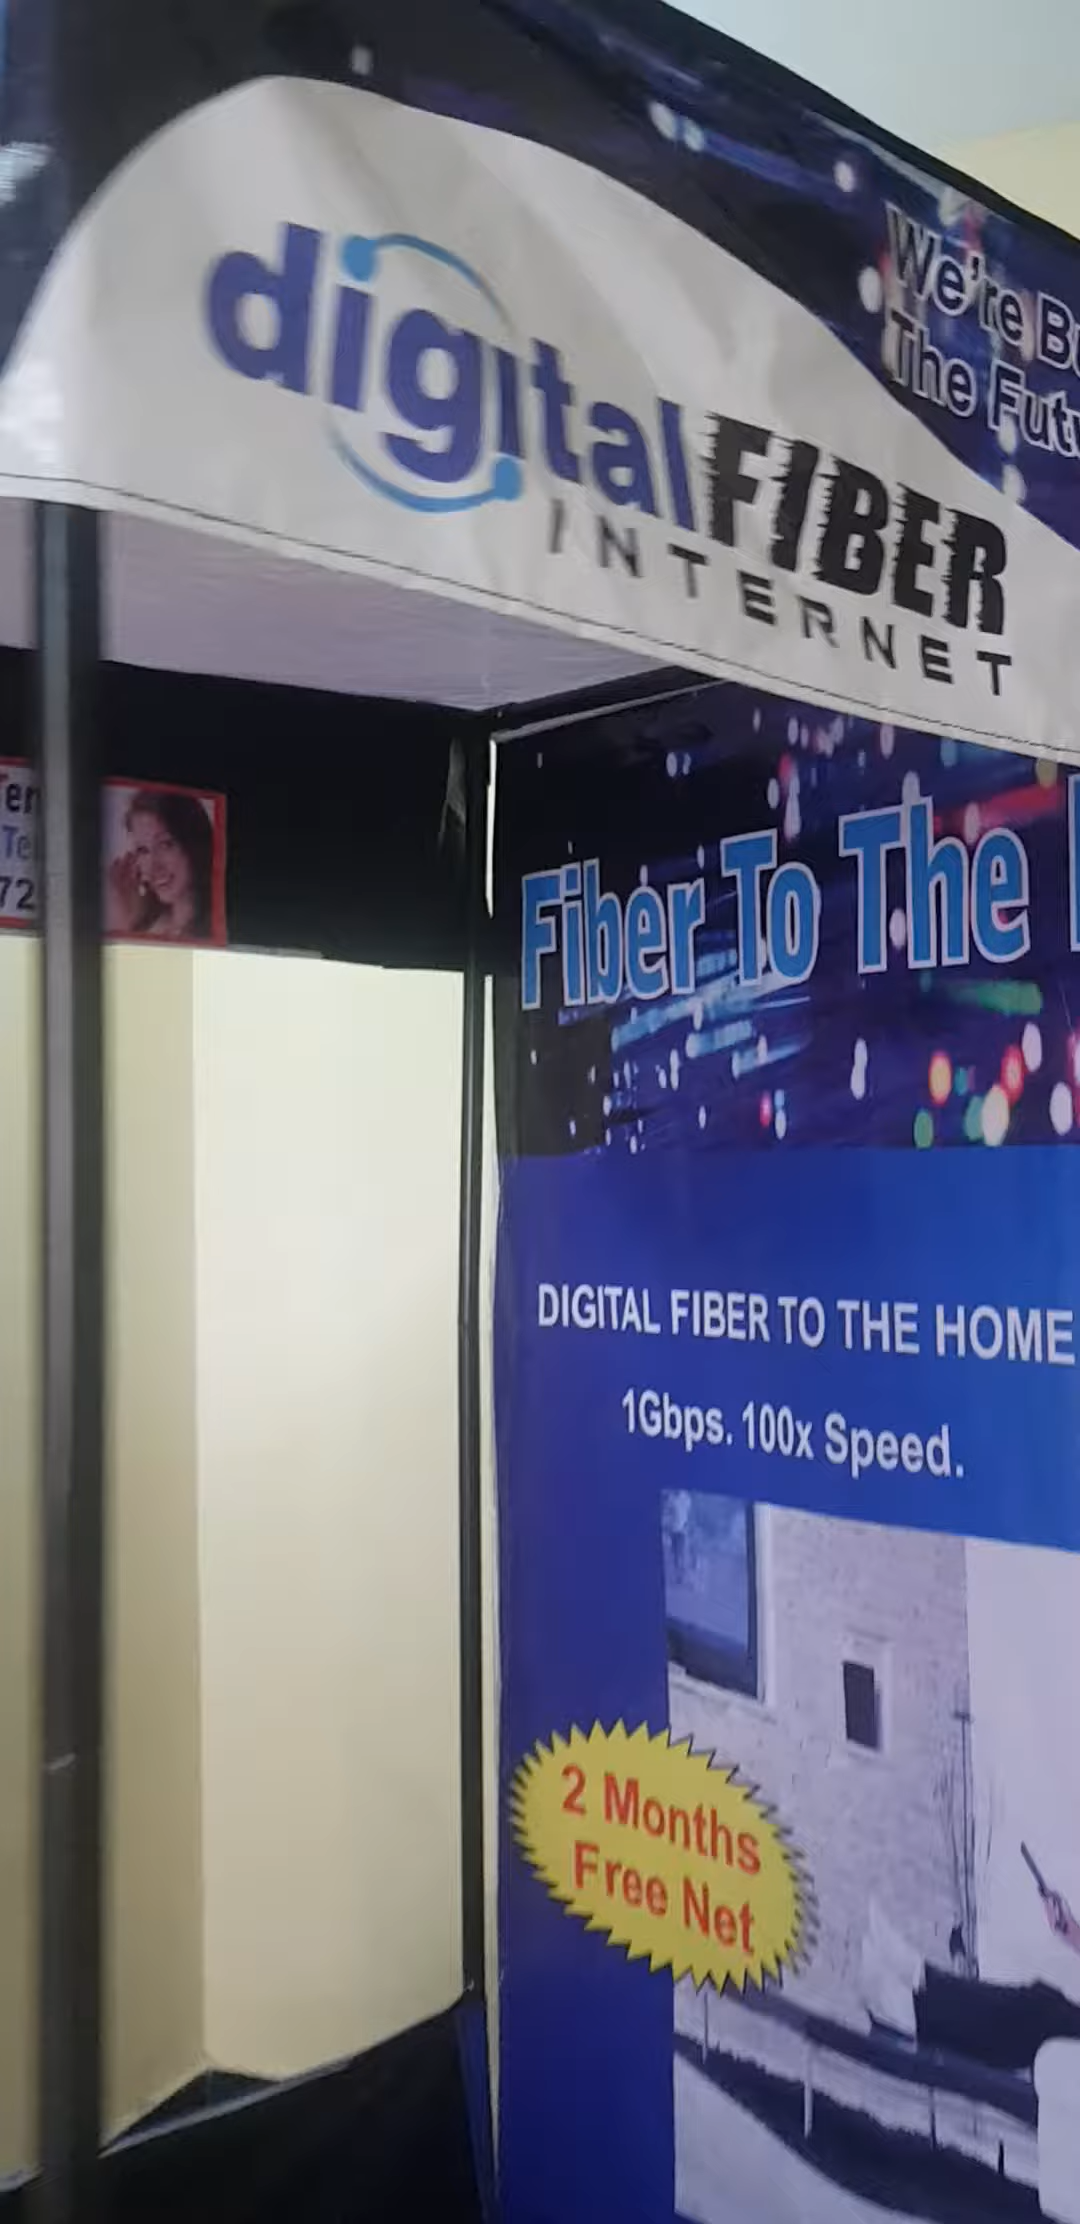 digitalFIBER
INTERNET
We're
The
Fiber To The
DIGITAL FIBER TO THE HOME
1Gbps. 100x Speed.
2 Months
Free Net
72